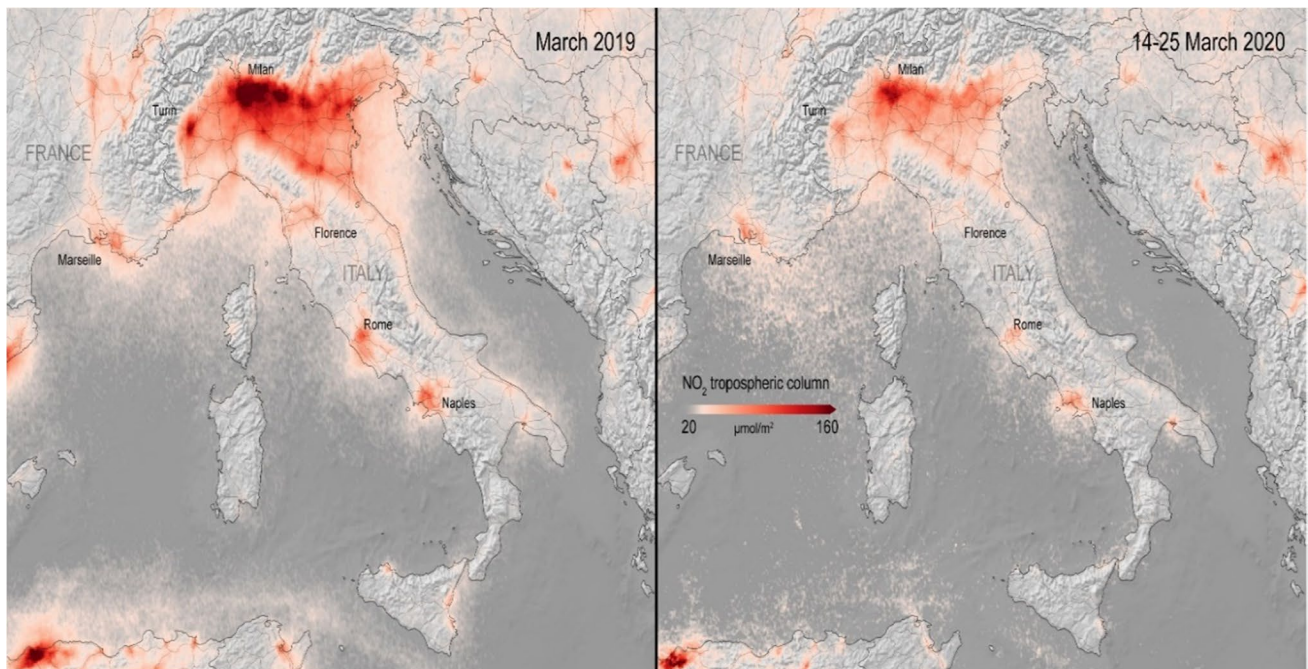 March 2019
Milan
Turin
FRANCE
Marseille
Florence
ITALY
Rome
Naples
14-25 March 2020
Milan
Turin
FRANCE
Marseille
Florence
ITALY
Rome
NO₂ tropospheric column
20 µmol/m² 160
Naples